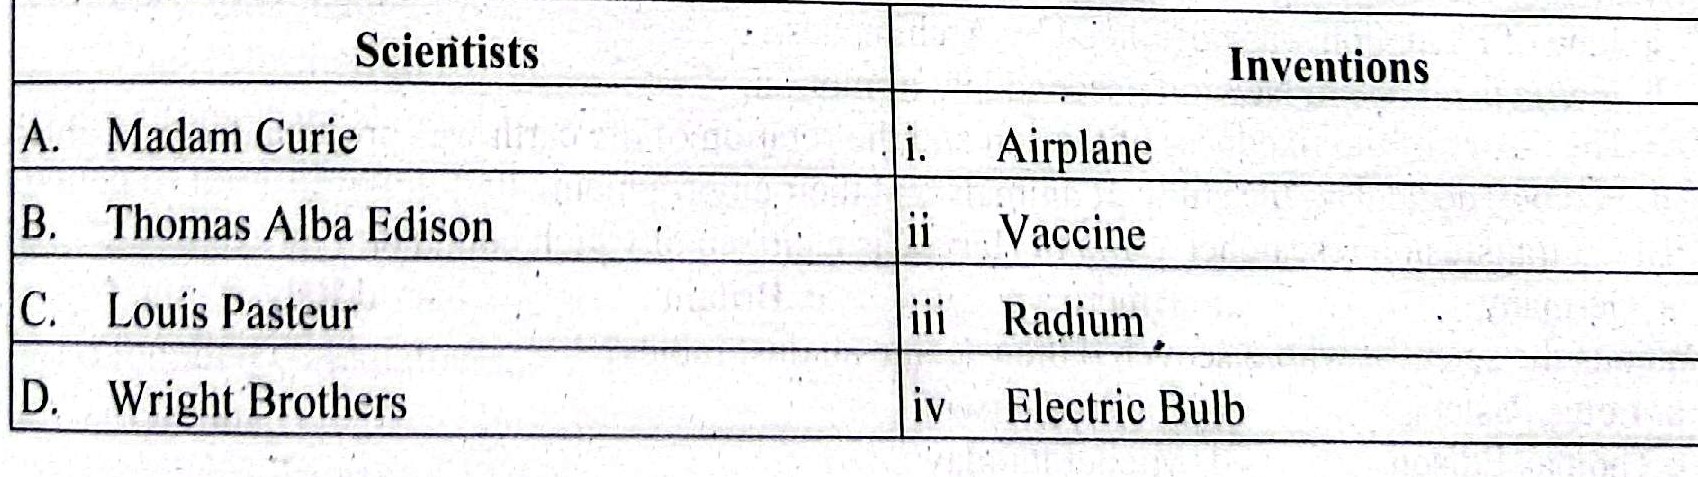 Scientists Inventions
A. Madam Curie i. Airplane
B. Thomas Alba Edison ii Vaccine
C. Louis Pasteur iii Radium
D. Wright Brothers iv Electric Bulb